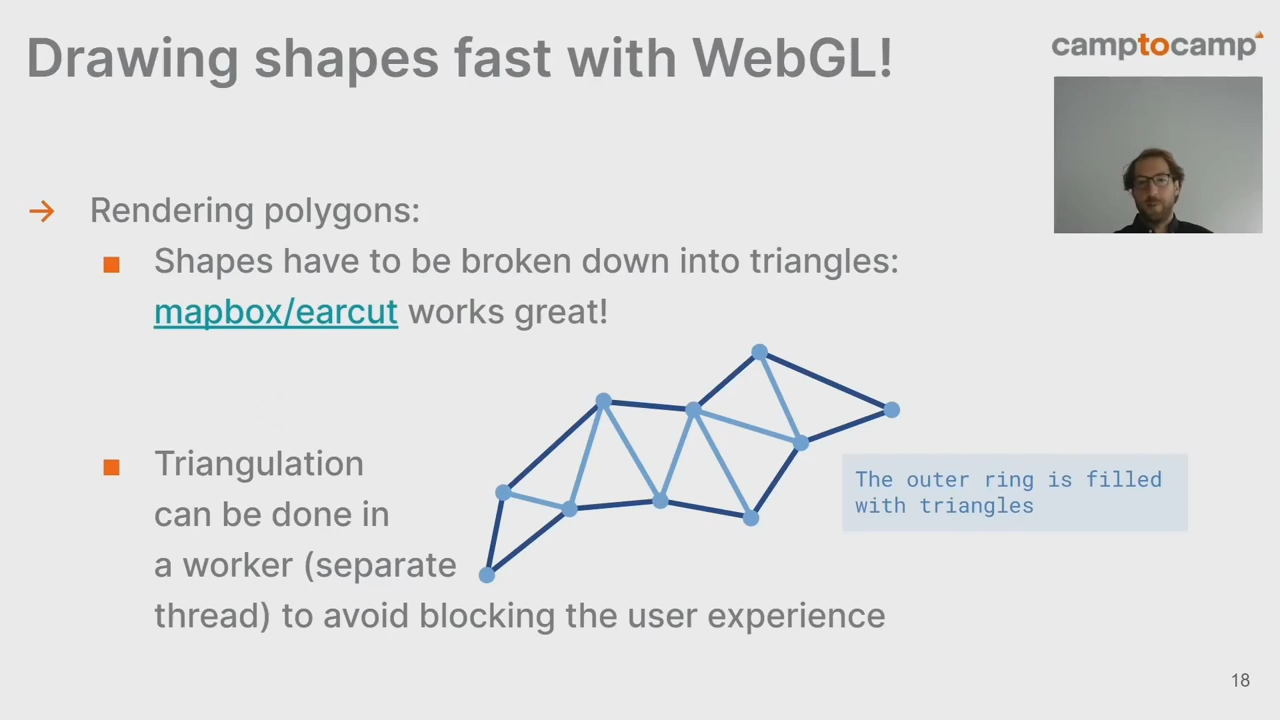 Drawing shapes fast with WebGL!
camptocamp
→ Rendering polygons:
■ Shapes have to be broken down into triangles:
mapbox/earcut works great!
■ Triangulation
can be done in
a worker (separate
thread) to avoid blocking the user experience
The outer ring is filled
with triangles
18